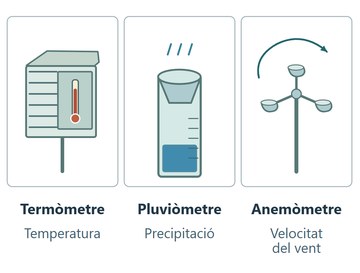 Termòmetre
Temperatura
Pluviòmetre
Precipitació
Anemòmetre
Velocitat
del vent